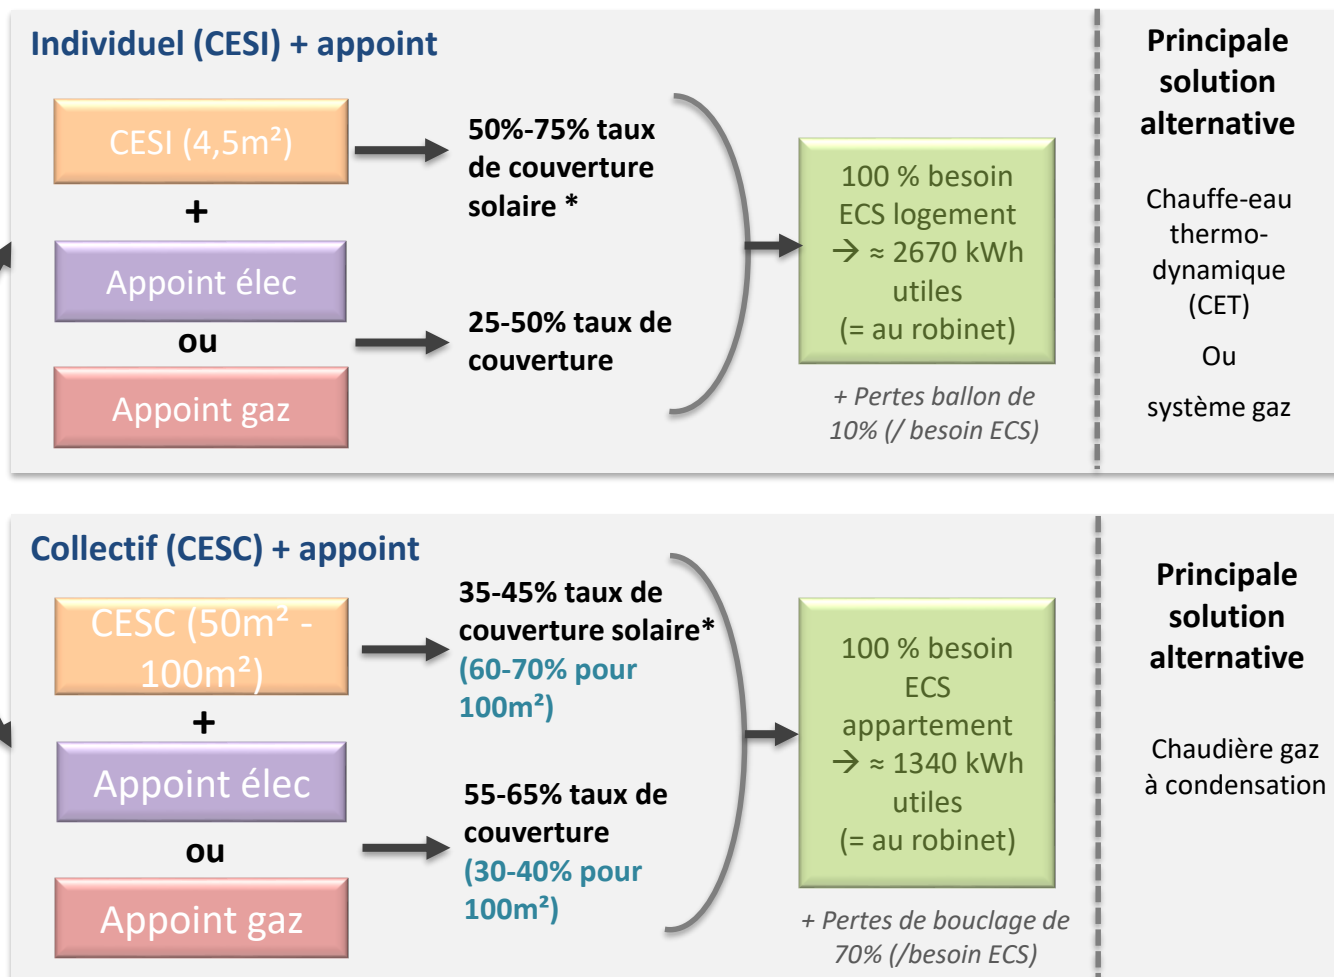 Individuel (CESI) + appoint
CESI (4,5m²)
+
Appoint élec
ou
Appoint gaz
50%-75% taux
de couverture
solaire *
25-50% taux de
couverture
100 % besoin
ECS logement
→ ≈ 2670 kWh
utiles
(= au robinet)
+ Pertes ballon de
10% (/ besoin ECS)
Principale
solution
alternative
Chauffe-eau
thermo-
dynamique
(CET)
Ou
système gaz
Collectif (CESC) + appoint
CESC (50m² -
100m²)
+
Appoint élec
ou
Appoint gaz
35-45% taux de
couverture solaire*
(60-70% pour
100m²)
55-65% taux de
couverture
(30-40% pour
100m²)
100 % besoin
ECS
appartement
→ ≈ 1340 kWh
utiles
(= au robinet)
+ Pertes de bouclage de
70% (/besoin ECS)
Principale
solution
alternative
Chaudière gaz
à condensation